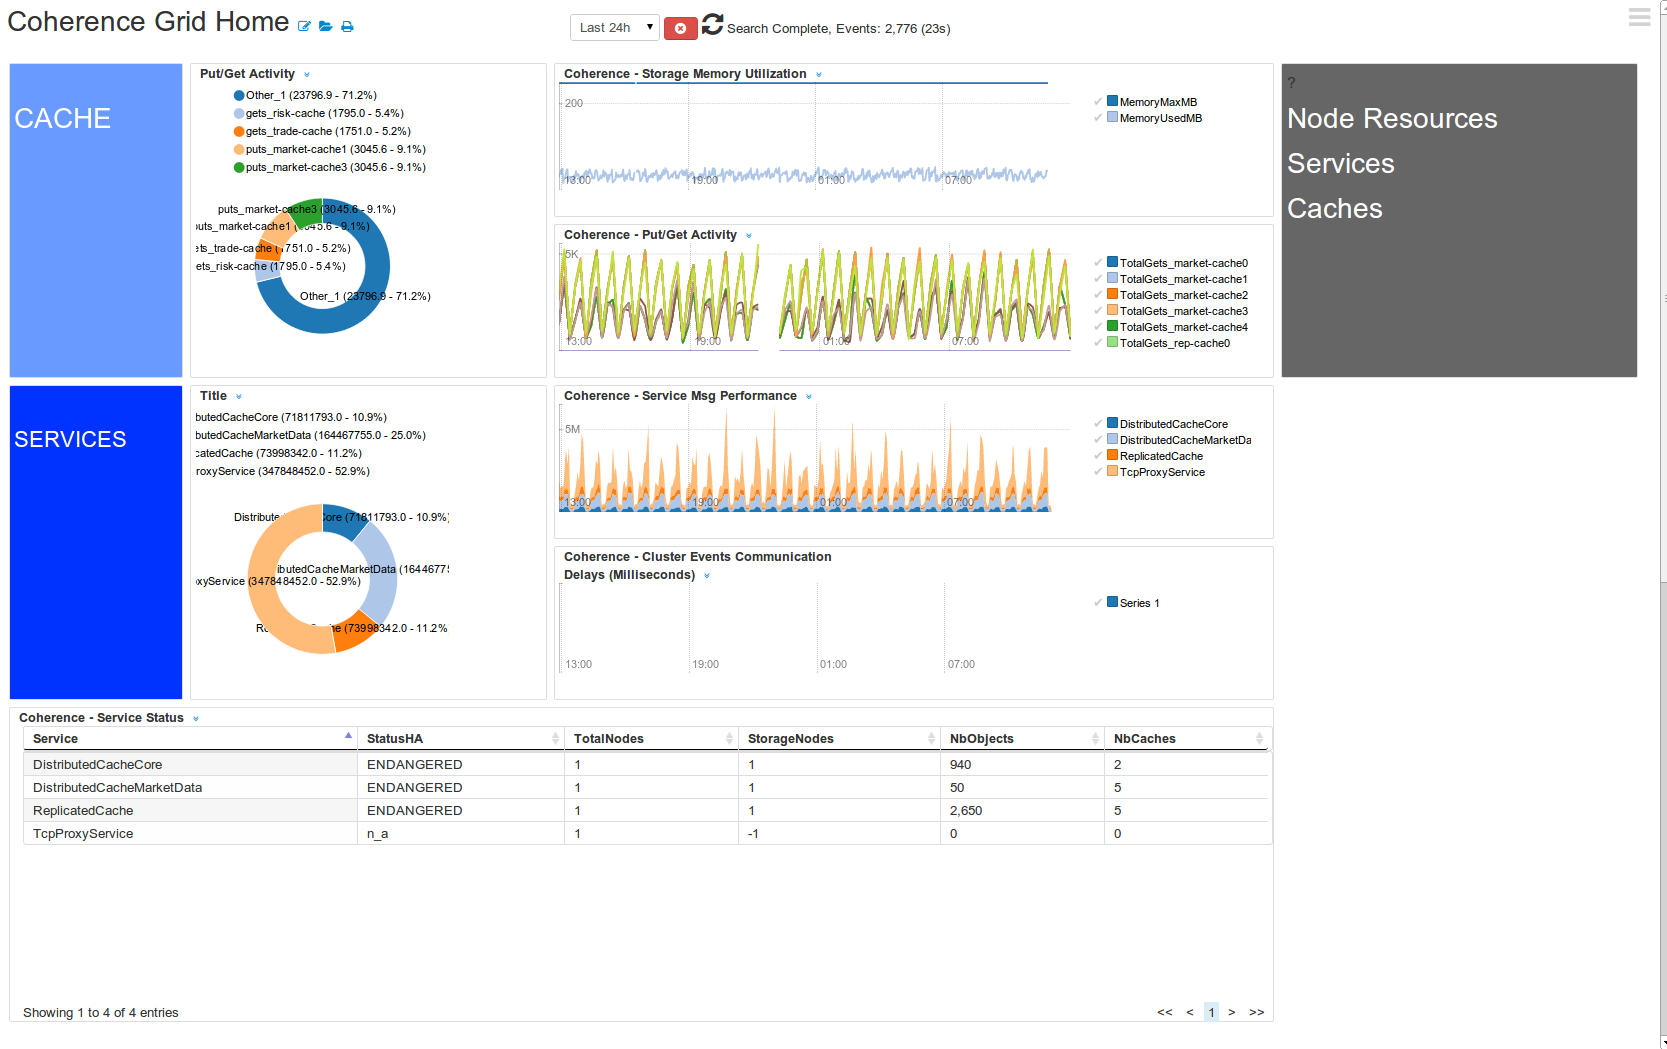 Coherence Grid Home
Last 24h
Search Complete, Events: 2,776 (23s)
CACHE
Put/Get Activity
Other_1 (23796.9 - 71.2%)
gets_risk-cache (1795.0 - 5.4%)
gets_trade-cache (1751.0 - 5.2%)
puts_market-cache1 (3045.6 - 9.1%)
puts_market-cache3 (3045.6 - 9.1%)
puts_market-cache3 (3045.6 - 9.1%)
uts_market-cache1 (3045.6 - 9.1%)
ets_trade-cache (1751.0 - 5.2%)
ets_risk-cache (1795.0 - 5.4%)
Other_1 (23796.9 - 71.2%)
Coherence - Storage Memory Utilization
200
13:00 19:00 01:00 07:00
MemoryMaxMB
MemoryUsedMB
Coherence - Put/Get Activity
5K
13:00 19:00 01:00 07:00
TotalGets_market-cache0
TotalGets_market-cache1
TotalGets_market-cache2
TotalGets_market-cache3
TotalGets_market-cache4
TotalGets_rep-cache0
?
Node Resources
Services
Caches
SERVICES
Title
butedCacheCore (71811793.0 - 10.9%)
butedCacheMarketData (164467755.0 - 25.0%)
catedCache (73998342.0 - 11.2%)
roxyService (347848452.0 - 52.9%)
Distribute Core (71811793.0 - 10.9%)
ibutedCacheMarketData (1644677
xyService (347848452.0 - 52.9%)
he (73998342.0 - 11.2%
Coherence - Service Msg Performance
5M
13:00 19:00 01:00 07:00
DistributedCacheCore
DistributedCacheMarketDa
ReplicatedCache
TcpProxyService
Coherence - Cluster Events Communication
Delays (Milliseconds)
13:00 19:00 01:00 07:00
Series 1
Coherence - Service Status
Service StatusHA TotalNodes StorageNodes NbObjects NbCaches
DistributedCacheCore ENDANGERED 1 1 940 2
DistributedCacheMarketData ENDANGERED 1 1 50 5
ReplicatedCache ENDANGERED 1 1 2,650 5
TcpProxyService n_a 1 -1 0 0
Showing 1 to 4 of 4 entries
<< < 1 > >>